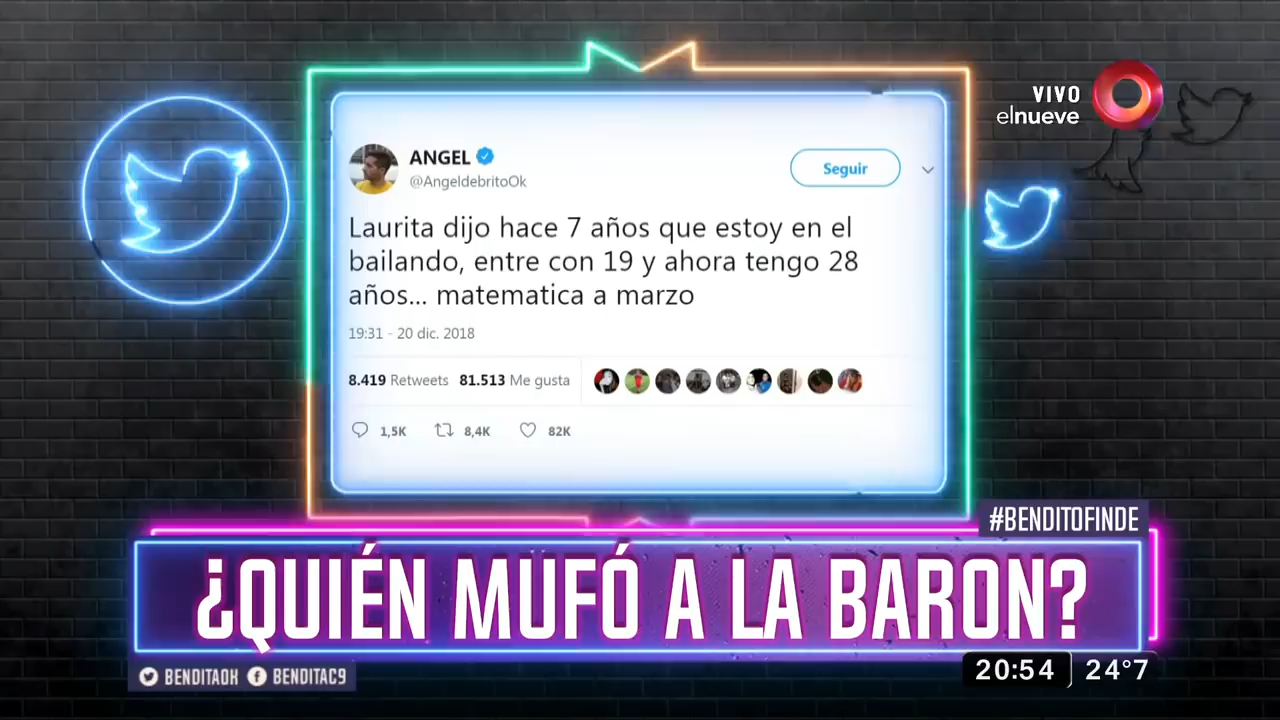 VIVO
elnueve
ANGEL
@AngeldebritoOk
Seguir
Laurita dijo hace 7 años que estoy en el
bailando, entre con 19 y ahora tengo 28
años... matematica a marzo
19:31 - 20 dic. 2018
8.419 Retweets 81.513 Me gusta
1,5K 8,4K 82K
#BENDITOFINDE
¿QUIÉN MUFÓ A LA BARON?
BENDITAOK BENDITAC9
20:54 24°7